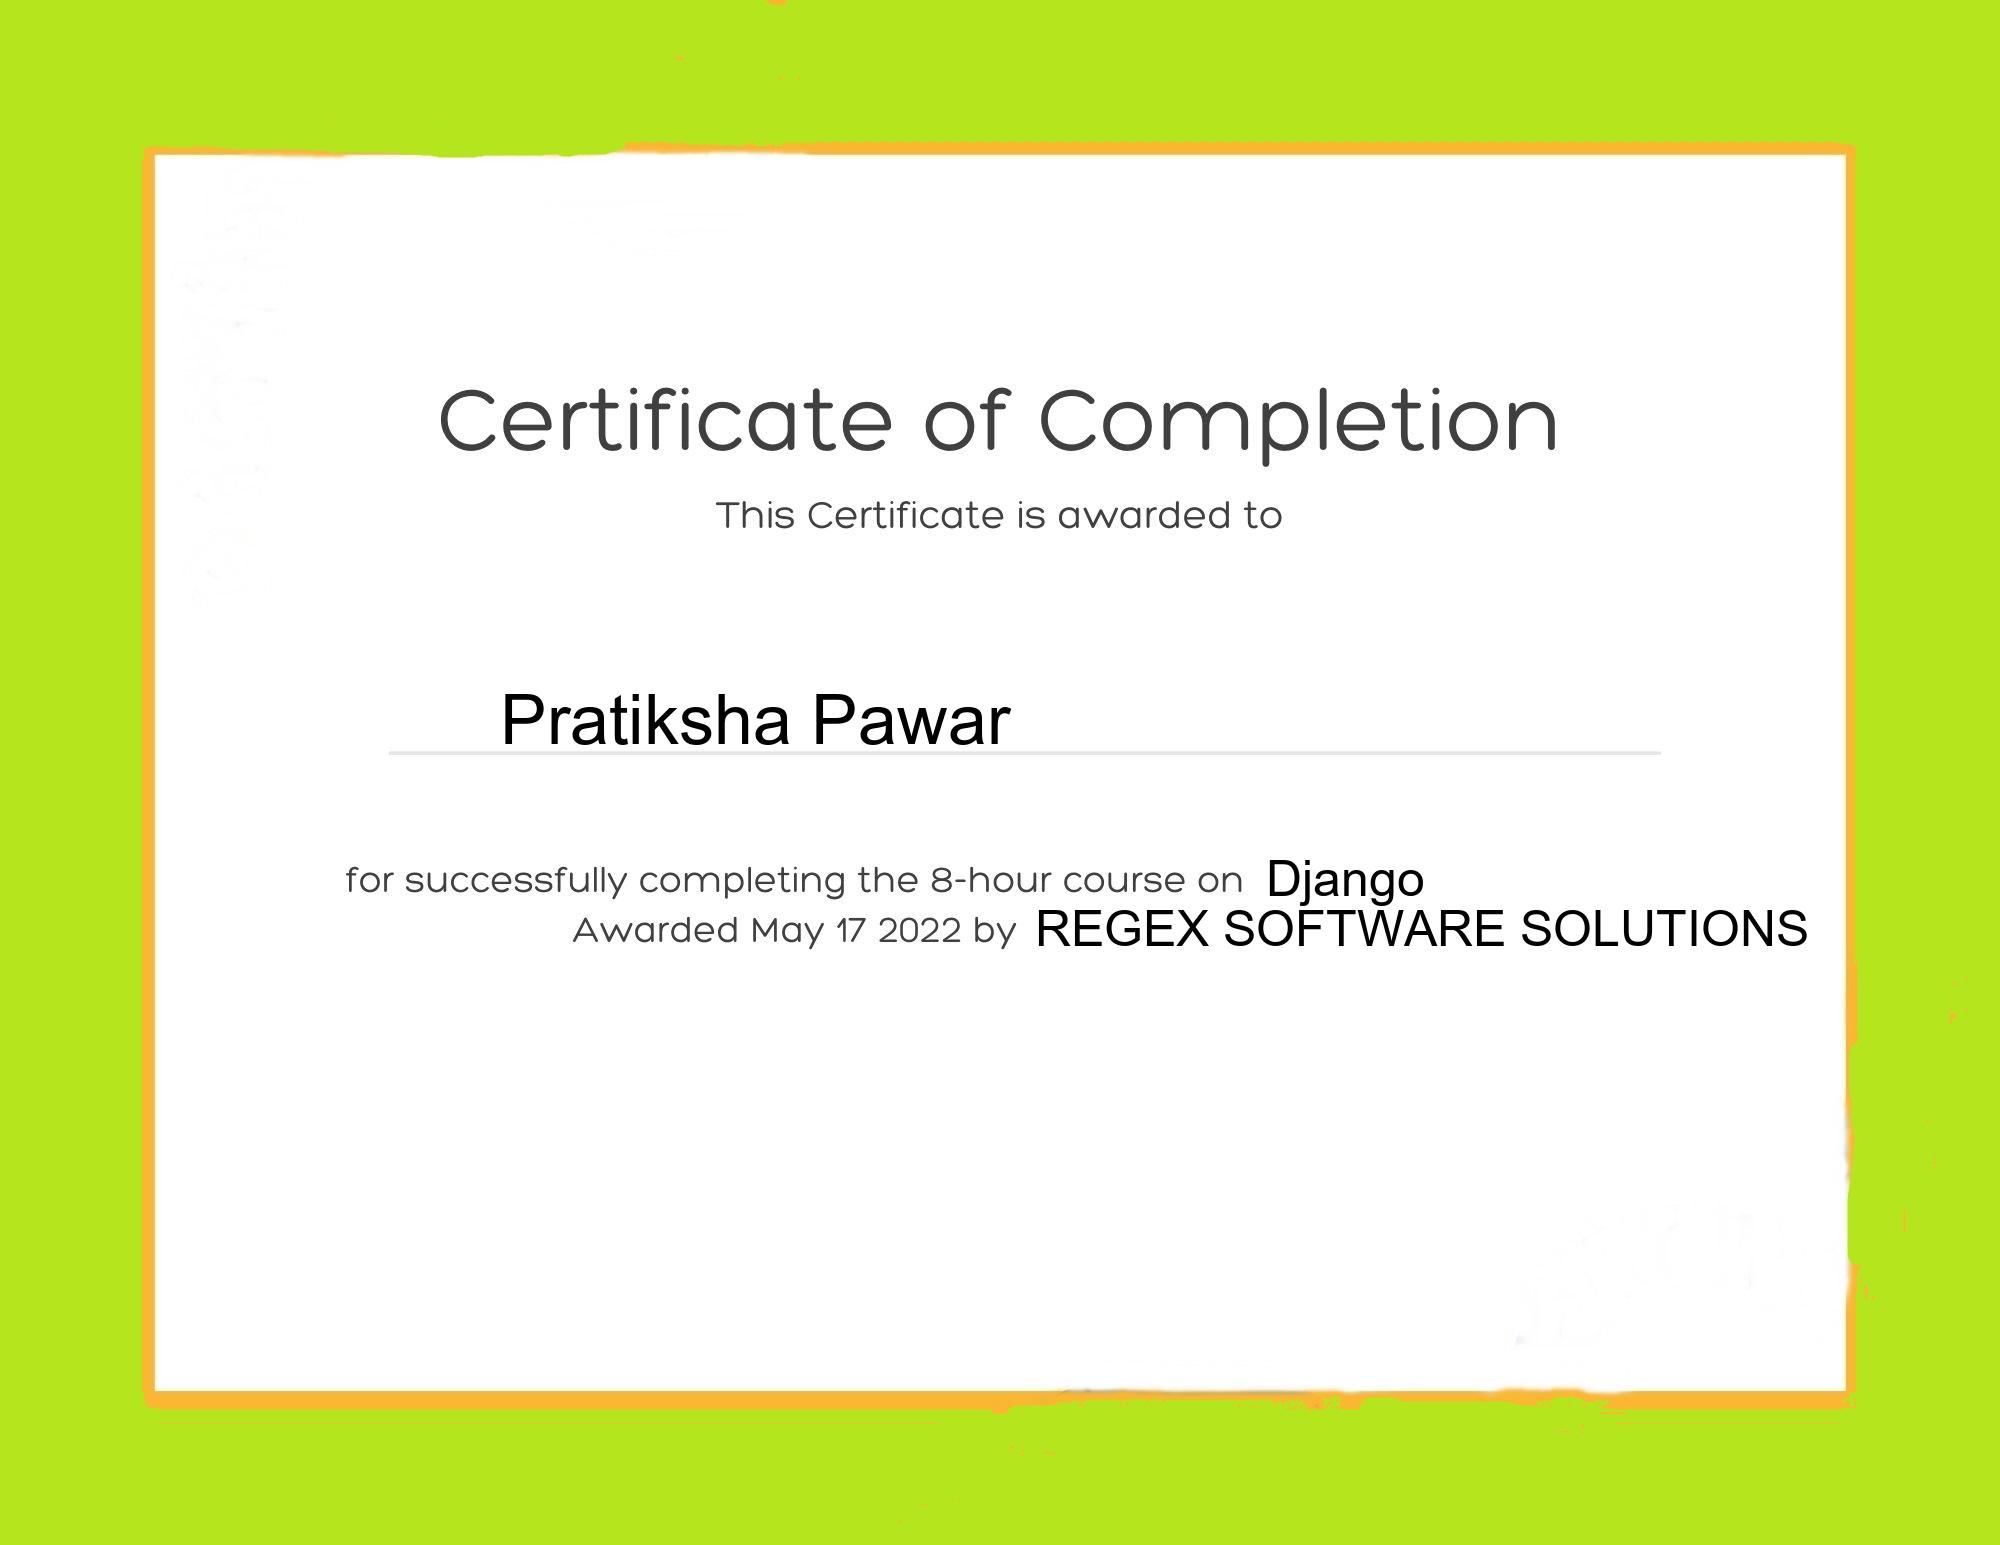 Certificate of Completion
This Certificate is awarded to
Pratiksha Pawar
for successfully completing the 8-hour course on Django
Awarded May 17 2022 by REGEX SOFTWARE SOLUTIONS